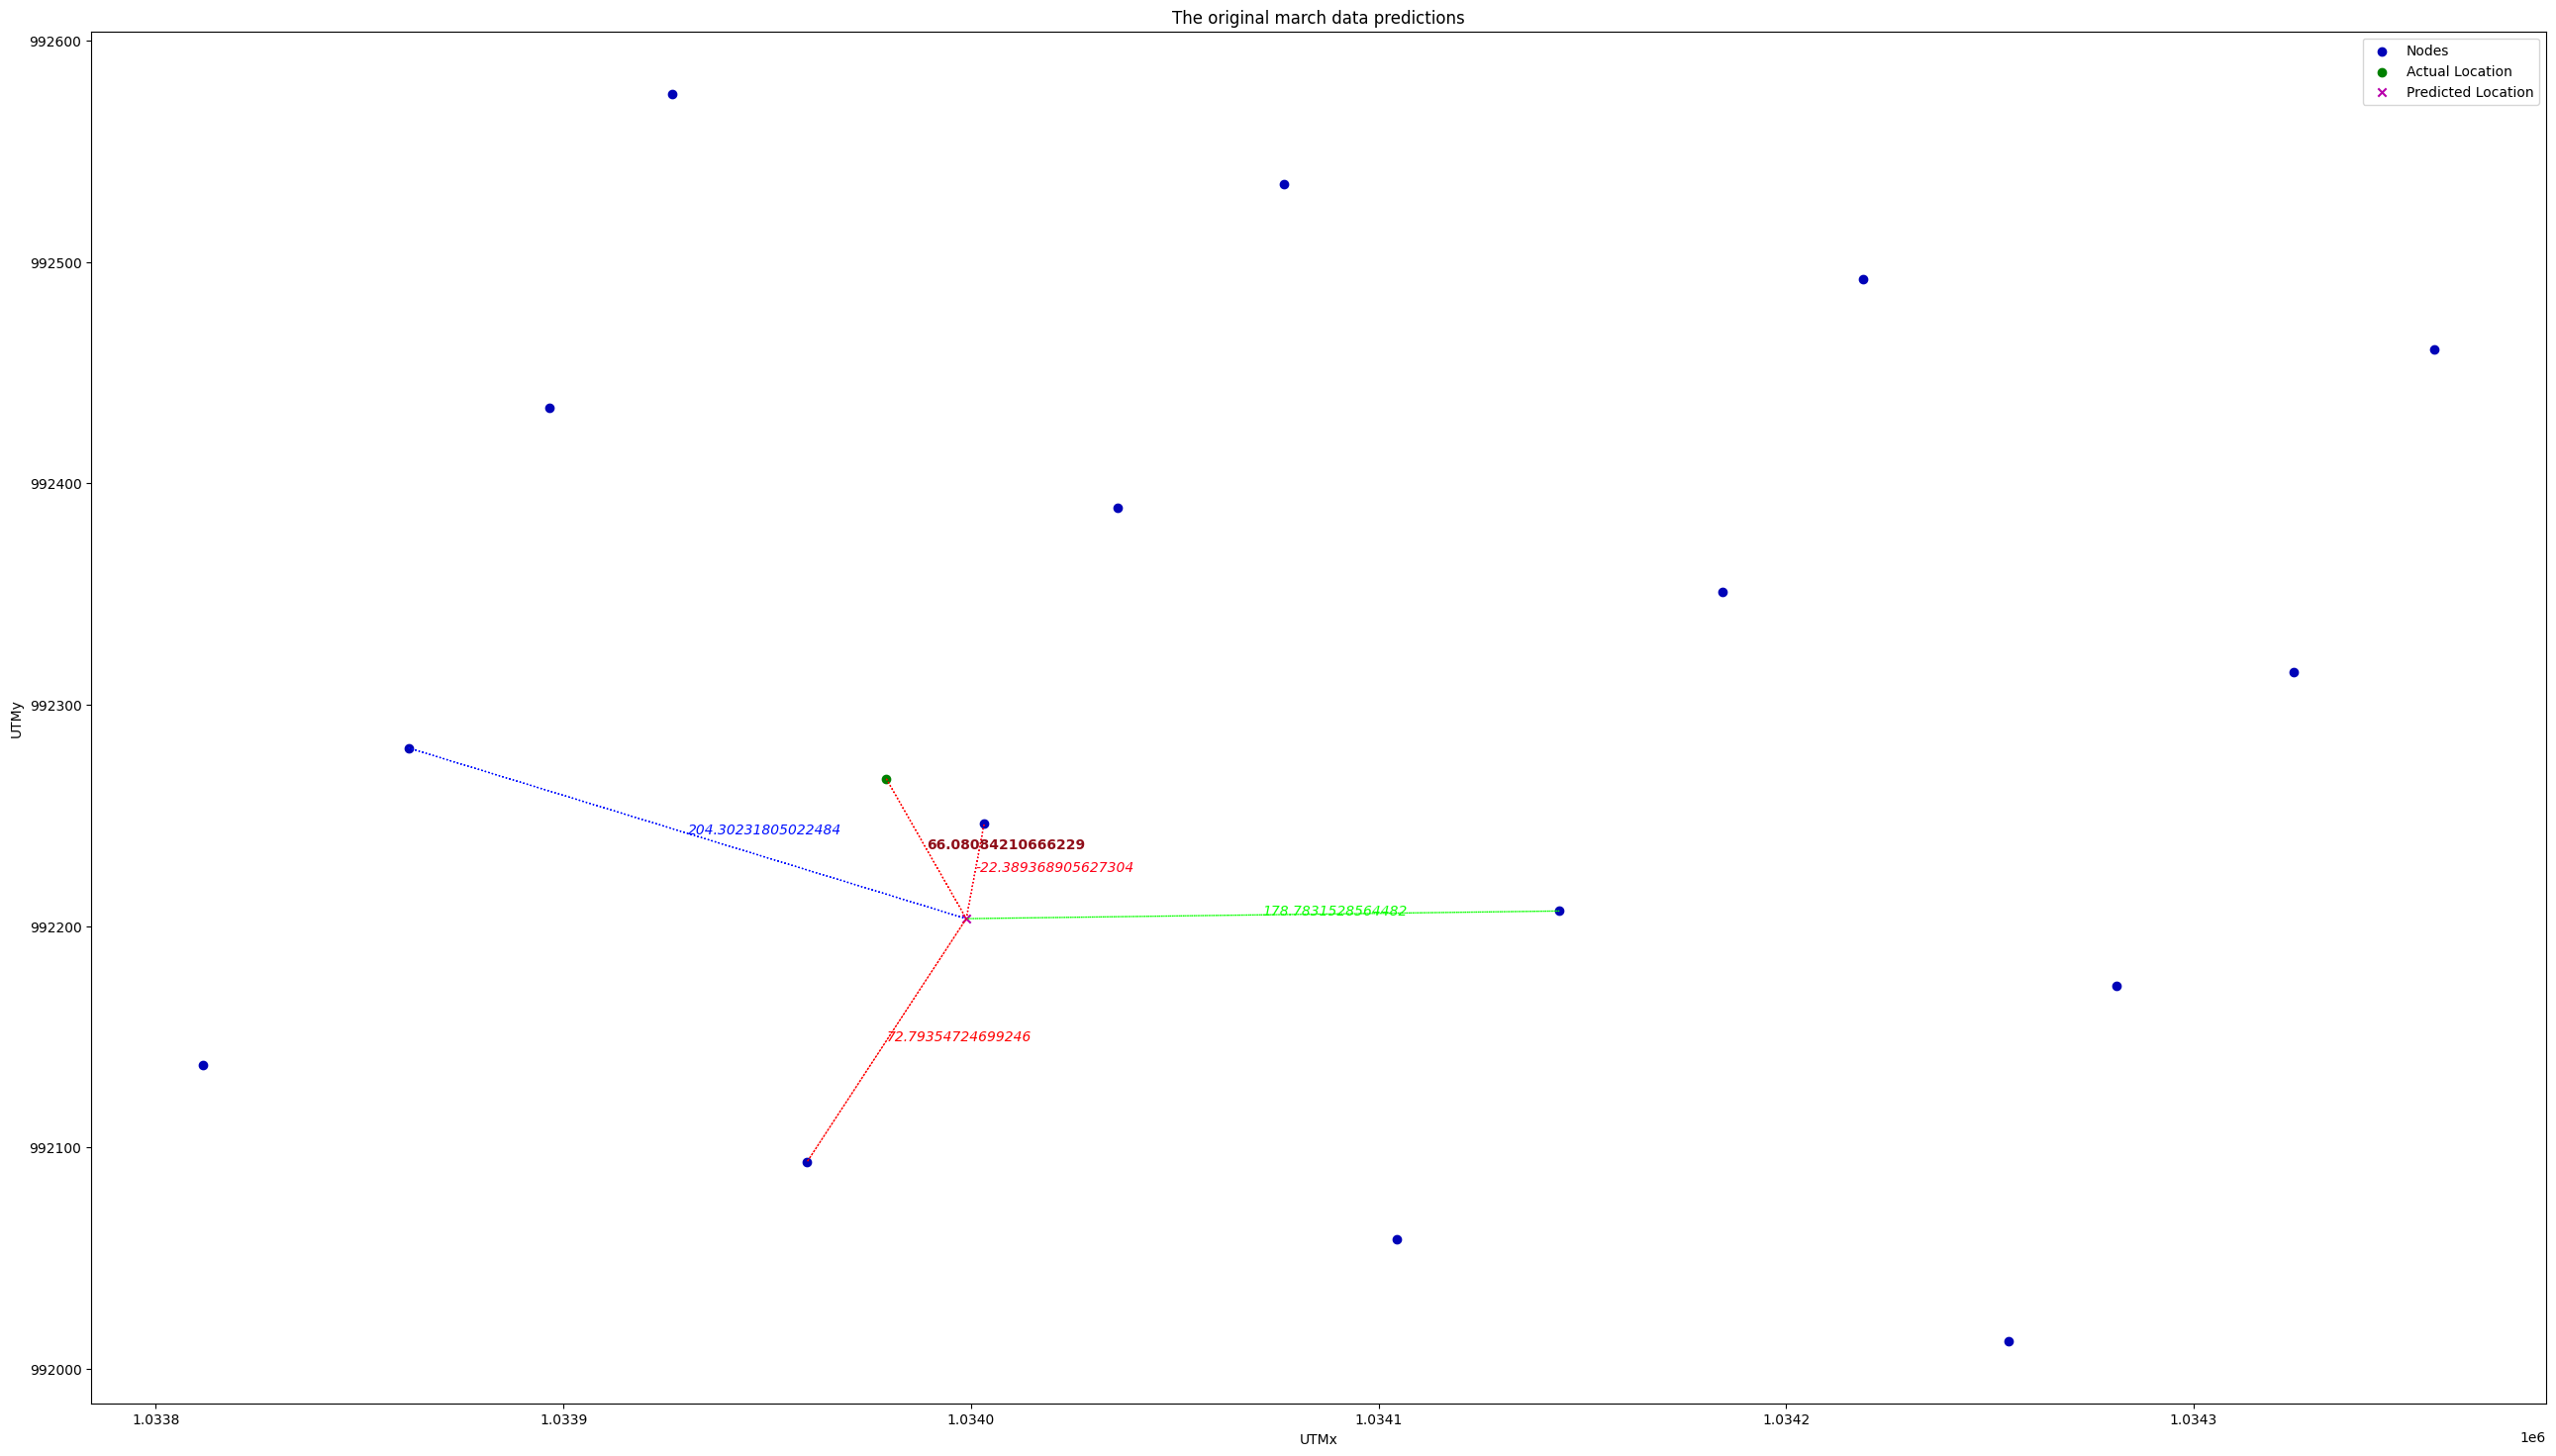 The original march data predictions
Nodes
Actual Location
Predicted Location
992600
992500
992400
992300
992200
992100
992000
UTMy
204.30231805022484
66.08084210666229
-22.389368905627304
178.7831528564482
72.79354724699246
1.0338 1.0339 1.0340 1.0341 1.0342 1.0343
UTMx
1e6